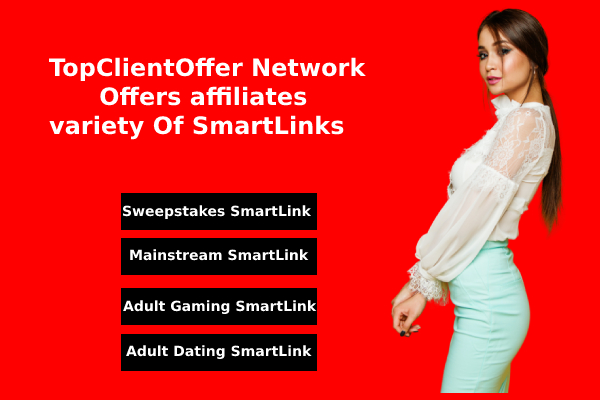 TopClientOffer Network
Offers affiliates
variety Of SmartLinks
Sweepstakes SmartLink
Mainstream SmartLink
Adult Gaming SmartLink
Adult Dating SmartLink